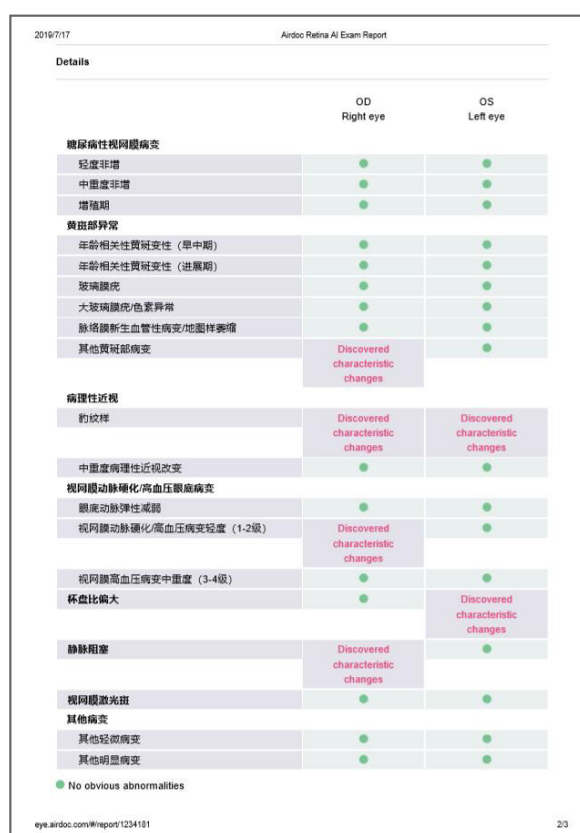 2019/7/17 Airdoc Retina AI Exam Report
Details
OD OS
Right eye Left eye
糖尿病性视网膜病变
轻度非增
中重度非增
增殖期
黄斑部异常
年龄相关性黄斑变性（早中期）
年龄相关性黄斑变性（进展期）
玻璃膜疣
大玻璃膜疣/色素异常
脉络膜新生血管性病变/地图样萎缩
其他黄斑部病变 Discovered
characteristic
changes
病理性近视
豹纹样 Discovered Discovered
characteristic characteristic
changes changes
中重度病理性近视改变
视网膜动脉硬化/高血压眼底病变
眼底动脉弹性减弱
视网膜动脉硬化/高血压病变轻度（1-2级） Discovered
characteristic
changes
视网膜高血压病变中重度（3-4级）
杯盘比偏大 Discovered
characteristic
changes
静脉阻塞 Discovered
characteristic
changes
视网膜激光斑
其他病变
其他轻微病变
其他明显病变
No obvious abnormalities
eye.airdoc.com/#/report/1234181 2/3